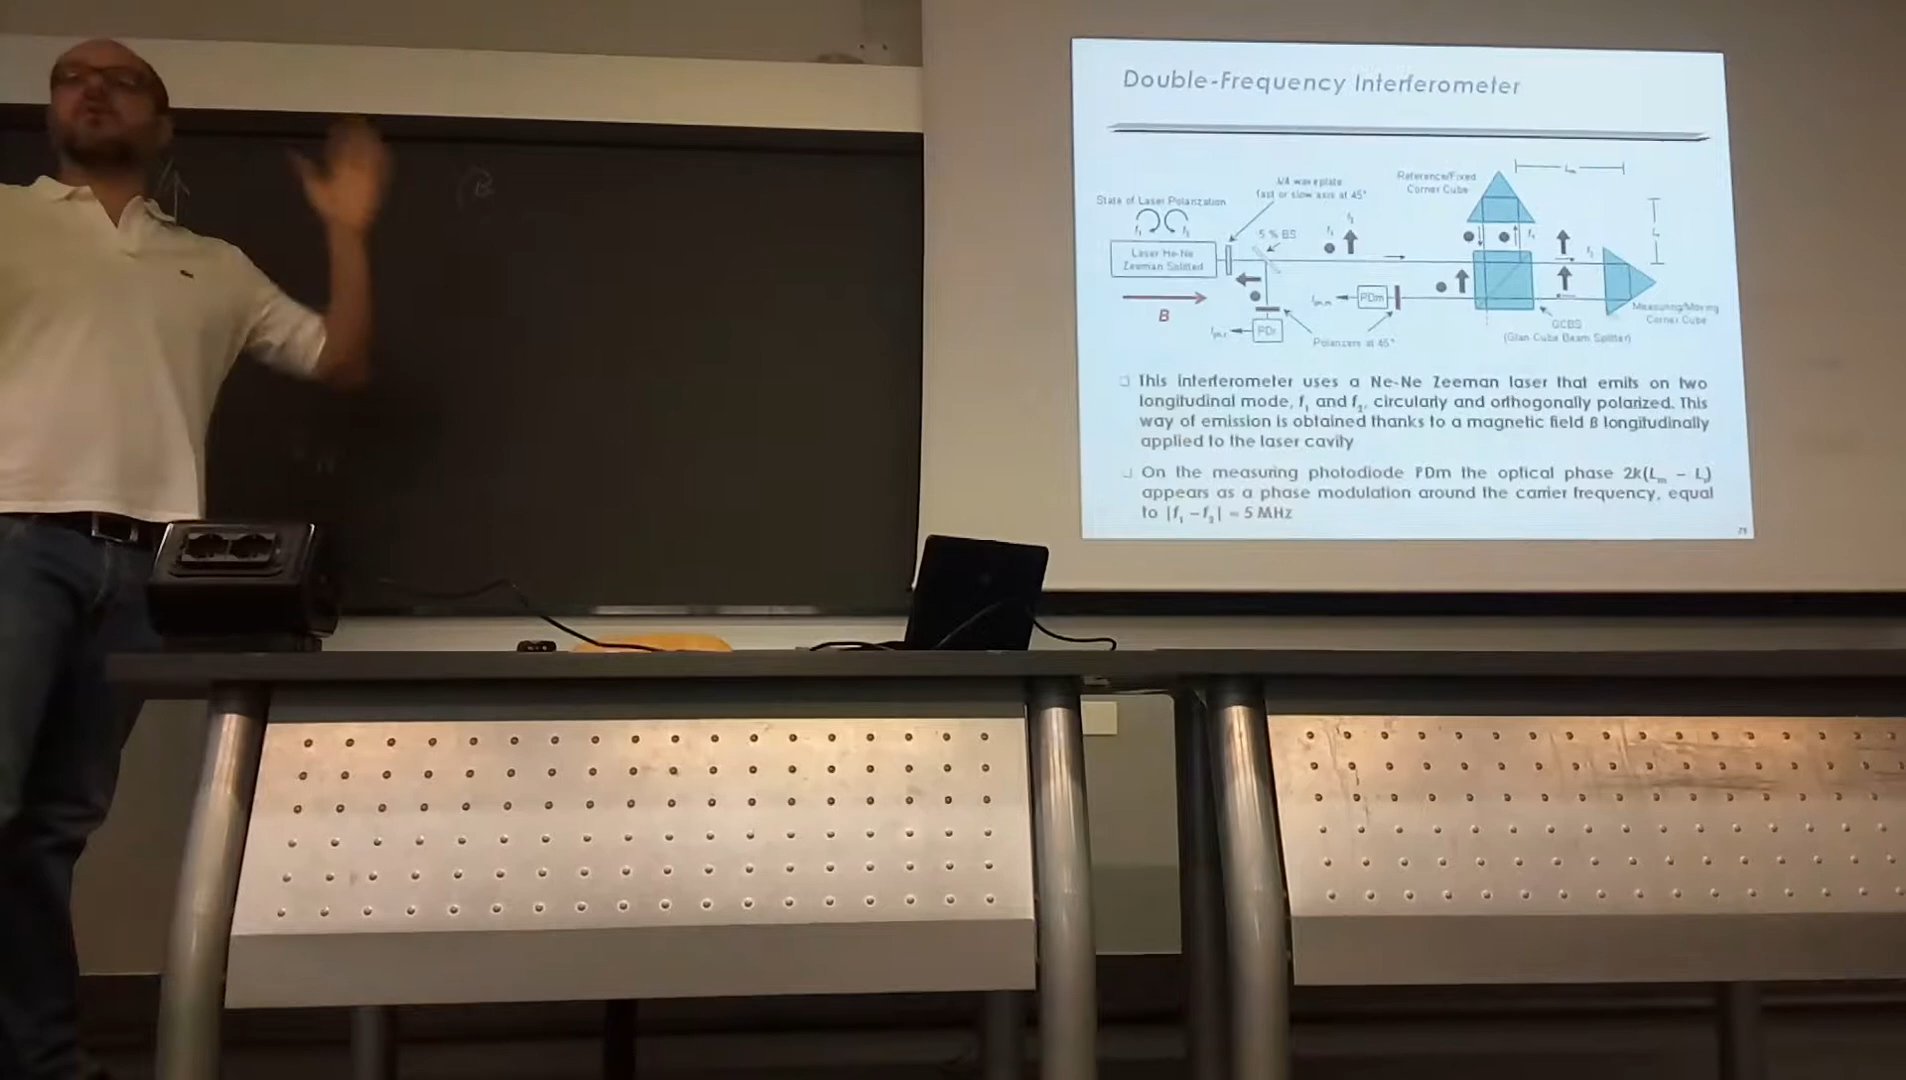 Double-Frequency Interferometer
λ/4 waveplate
fast or slow axis at 45°
Reference/Fixed
Corner Cube
State of Laser Polarization
5 % BS
Laser He-Ne
Zeeman Splitted
B
PDm
PDr
Polarizers at 45°
GCBS
(Glan Cube Beam Splitter)
Measuring/Moving
Corner Cube
This interferometer uses a Ne-Ne Zeeman laser that emits on two
longitudinal mode, f₁ and f₂, circularly and orthogonally polarized. This
way of emission is obtained thanks to a magnetic field B longitudinally
applied to the laser cavity
On the measuring photodiode PDm the optical phase 2k(Lₘ – L)
appears as a phase modulation around the carrier frequency, equal
to |f₁ – f₂| = 5 MHz
B